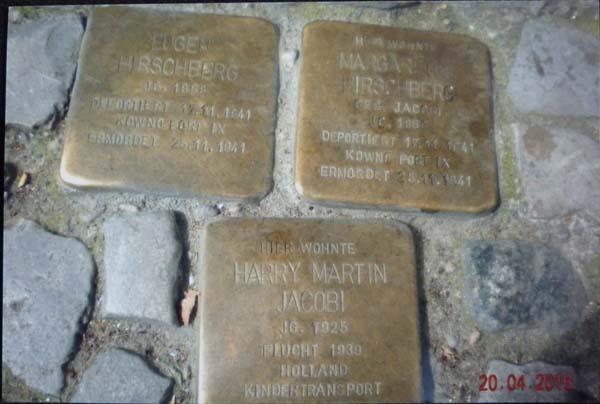 EUGEN
HIRSCHBERG
JG.
DEPORTIERT 17.11.1941
KOWNO FORT IX
ERMORDET 25.11.1941
HIER WOHNTE
HIRSCHBERG
GEB. JACOBI
JG.
DEPORTIERT 17.11.1941
KOWNO FORT IX
ERMORDET 25.11.1941
HIER WOHNTE
HARRY MARTIN
JACOBI
JG. 1925
FLUCHT 1939
HOLLAND
KINDERTRANSPORT
20.04